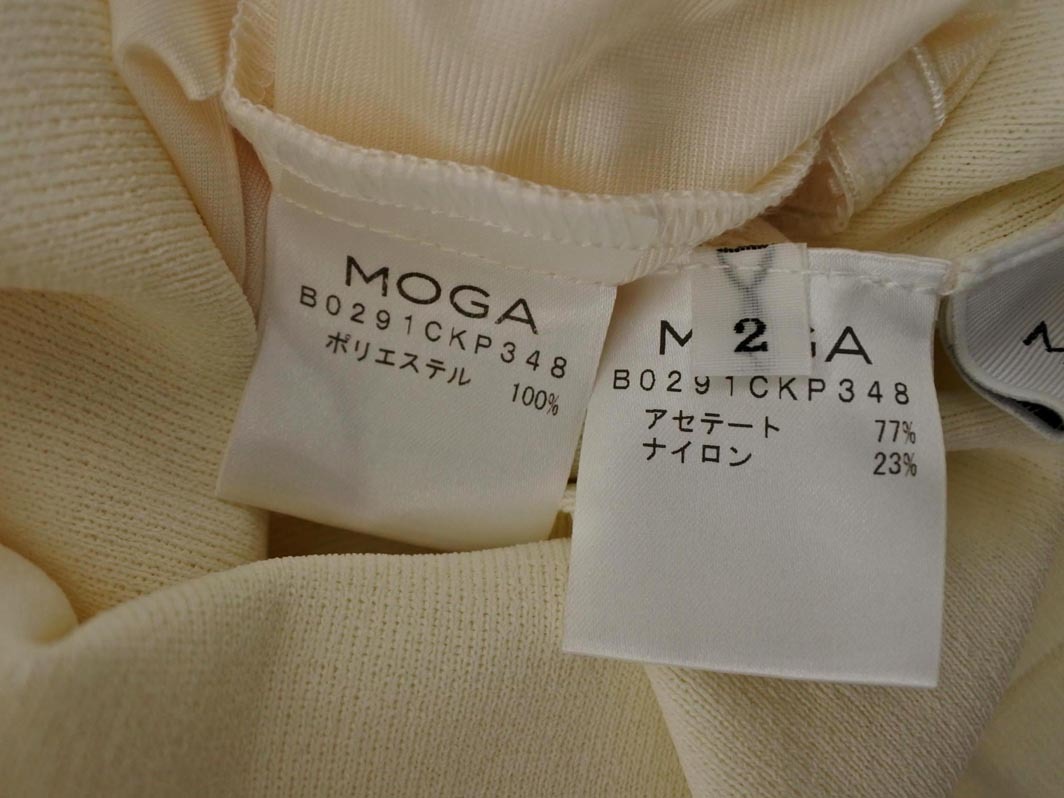 MOGA
B0291CKP348
ポリエステル 100%
2
B0291CKP348
アセテート 77%
ナイロン 23%